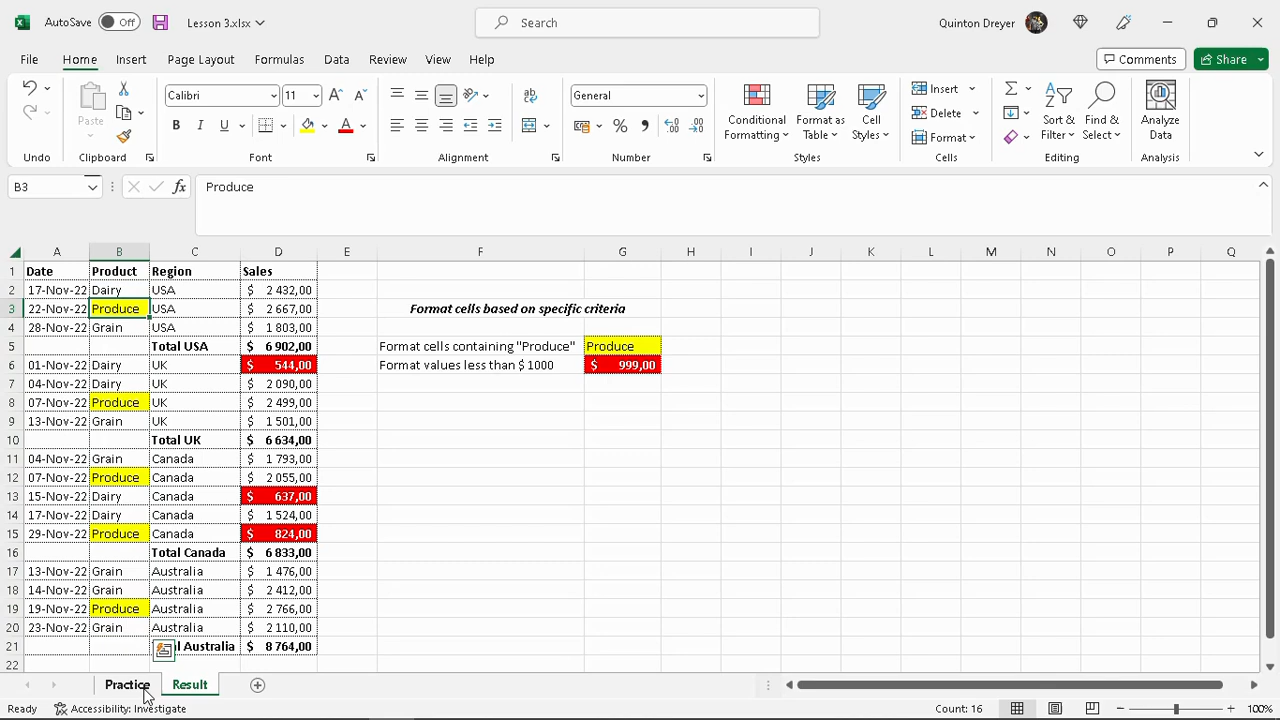 AutoSave Off Lesson 3.xlsx Search Quinton Dreyer
File Home Insert Page Layout Formulas Data Review View Help Comments Share
Calibri 11 General Insert
Paste Conditional Formatting Format as Table Cell Styles Delete Sort & Filter Find & Select Analyze Data
Format
Undo Clipboard Font Alignment Number Styles Cells Editing Analysis
B3 fx Produce
A B C D E F G H I J K L M N O P Q
1 Date Product Region Sales
2 17-Nov-22 Dairy USA $ 2 432,00
3 22-Nov-22 Produce USA $ 2 667,00 Format cells based on specific criteria
4 28-Nov-22 Grain USA $ 1 803,00
5 Total USA $ 6 902,00 Format cells containing "Produce" Produce
6 01-Nov-22 Dairy UK $ 544,00 Format values less than $ 1000 $ 999,00
7 04-Nov-22 Dairy UK $ 2 090,00
8 07-Nov-22 Produce UK $ 2 499,00
9 13-Nov-22 Grain UK $ 1 501,00
10 Total UK $ 6 634,00
11 04-Nov-22 Grain Canada $ 1 793,00
12 07-Nov-22 Produce Canada $ 2 055,00
13 15-Nov-22 Dairy Canada $ 637,00
14 17-Nov-22 Dairy Canada $ 1 524,00
15 29-Nov-22 Produce Canada $ 824,00
16 Total Canada $ 6 833,00
17 13-Nov-22 Grain Australia $ 1 476,00
18 14-Nov-22 Grain Australia $ 2 412,00
19 19-Nov-22 Produce Australia $ 2 766,00
20 23-Nov-22 Grain Australia $ 2 110,00
21 l Australia $ 8 764,00
22
Practice Result
Ready Accessibility: Investigate Count: 16 100%